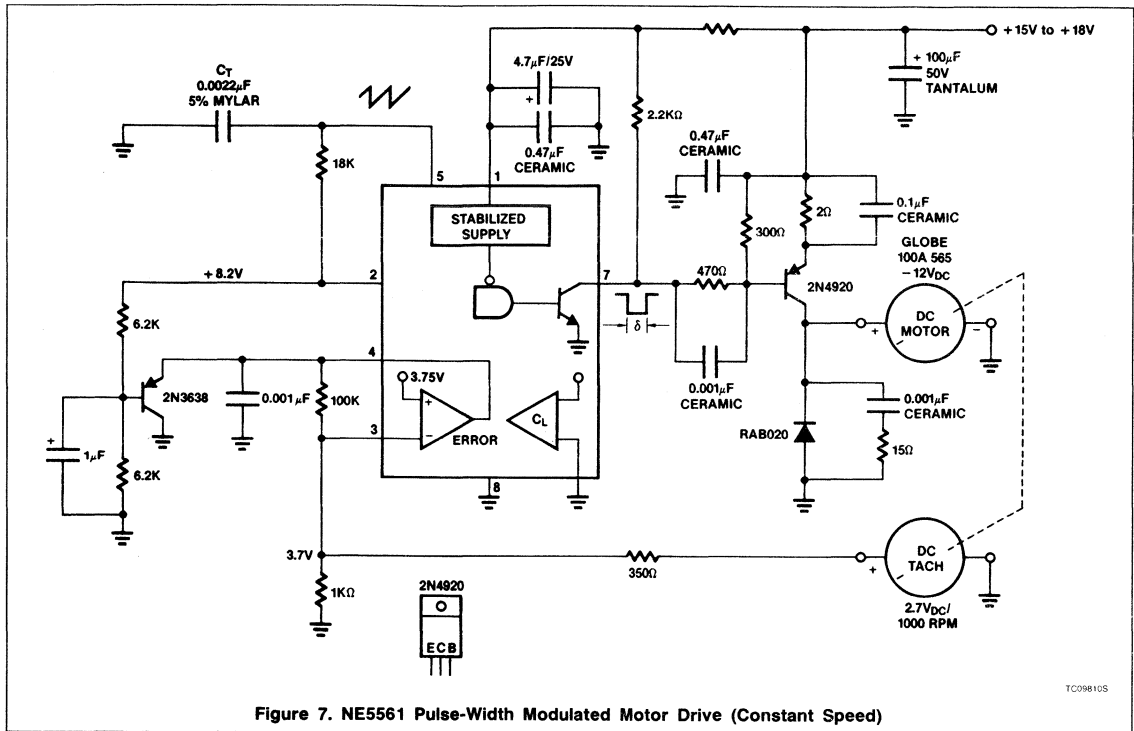 +15V to +18V
+ 100μF
50V
TANTALUM
4.7μF/25V
+
CT
0.0022μF
5% MYLAR
2.2KΩ
0.47μF
CERAMIC
0.47μF
CERAMIC
18K
5
1
STABILIZED
SUPPLY
300Ω
2Ω
0.1μF
CERAMIC
GLOBE
100A 565
−12VDC
+8.2V
2
7
470Ω
2N4920
δ
DC
MOTOR
+
−
6.2K
4
3.75V
+
−
ERROR
CL
0.001μF
CERAMIC
2N3638
0.001μF
100K
3
0.001μF
CERAMIC
RAB020
15Ω
+
1μF
6.2K
8
3.7V
350Ω
+
DC
TACH
1KΩ
2N4920
2.7VDC/
1000 RPM
E C B
TC09810S
Figure 7. NE5561 Pulse-Width Modulated Motor Drive (Constant Speed)